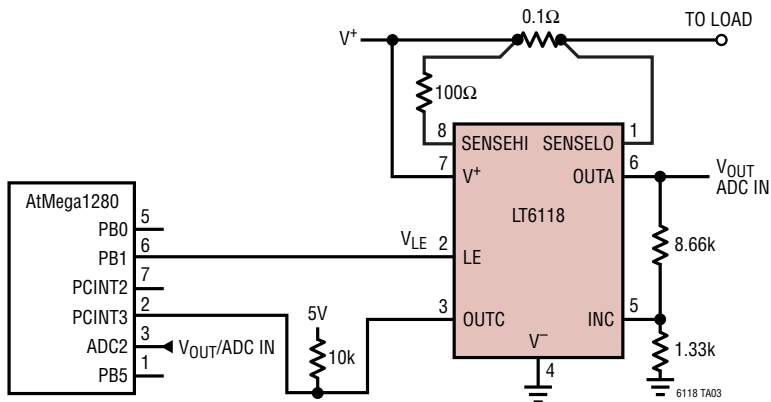 0.1Ω
TO LOAD
V+
100Ω
8
SENSEHI
SENSELO
1
7
V+
OUTA
6
VOUT
ADC IN
LT6118
AtMega1280
PB0
5
PB1
6
VLE
2
LE
8.66k
PCINT2
7
PCINT3
2
5V
3
OUTC
INC
5
ADC2
3
VOUT/ADC IN
10k
V–
1.33k
PB5
1
4
6118 TA03